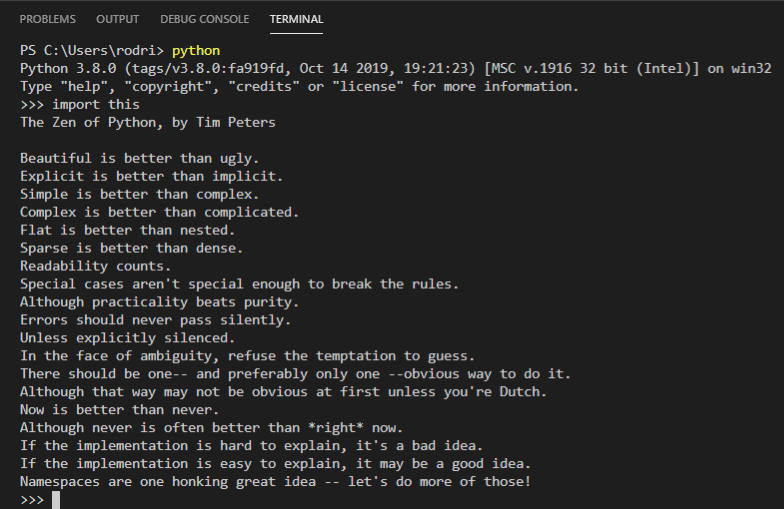 PROBLEMS OUTPUT DEBUG CONSOLE TERMINAL
PS C:\Users\rodri> python
Python 3.8.0 (tags/v3.8.0:fa919fd, Oct 14 2019, 19:21:23) [MSC v.1916 32 bit (Intel)] on win32
Type "help", "copyright", "credits" or "license" for more information.
>>> import this
The Zen of Python, by Tim Peters

Beautiful is better than ugly.
Explicit is better than implicit.
Simple is better than complex.
Complex is better than complicated.
Flat is better than nested.
Sparse is better than dense.
Readability counts.
Special cases aren't special enough to break the rules.
Although practicality beats purity.
Errors should never pass silently.
Unless explicitly silenced.
In the face of ambiguity, refuse the temptation to guess.
There should be one-- and preferably only one --obvious way to do it.
Although that way may not be obvious at first unless you're Dutch.
Now is better than never.
Although never is often better than *right* now.
If the implementation is hard to explain, it's a bad idea.
If the implementation is easy to explain, it may be a good idea.
Namespaces are one honking great idea -- let's do more of those!
>>>